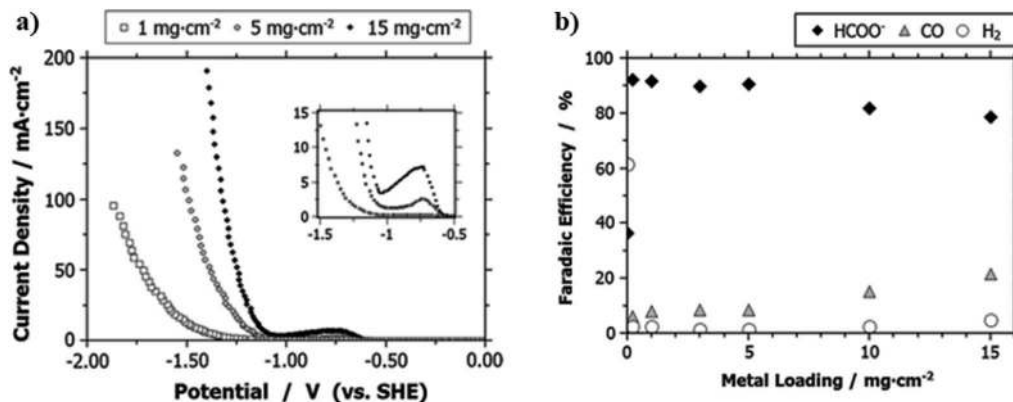 a)
1 mg·cm⁻² 5 mg·cm⁻² 15 mg·cm⁻²
200
150
100
50
0
-2.00 -1.50 -1.00 -0.50 0.00
Current Density / mA·cm⁻²
Potential / V (vs. SHE)
15
10
5
0
-1.5 -1 -0.5
b)
HCOO⁻ CO H₂
100
80
60
40
20
0
0 5 10 15
Faradaic Efficiency / %
Metal Loading / mg·cm⁻²